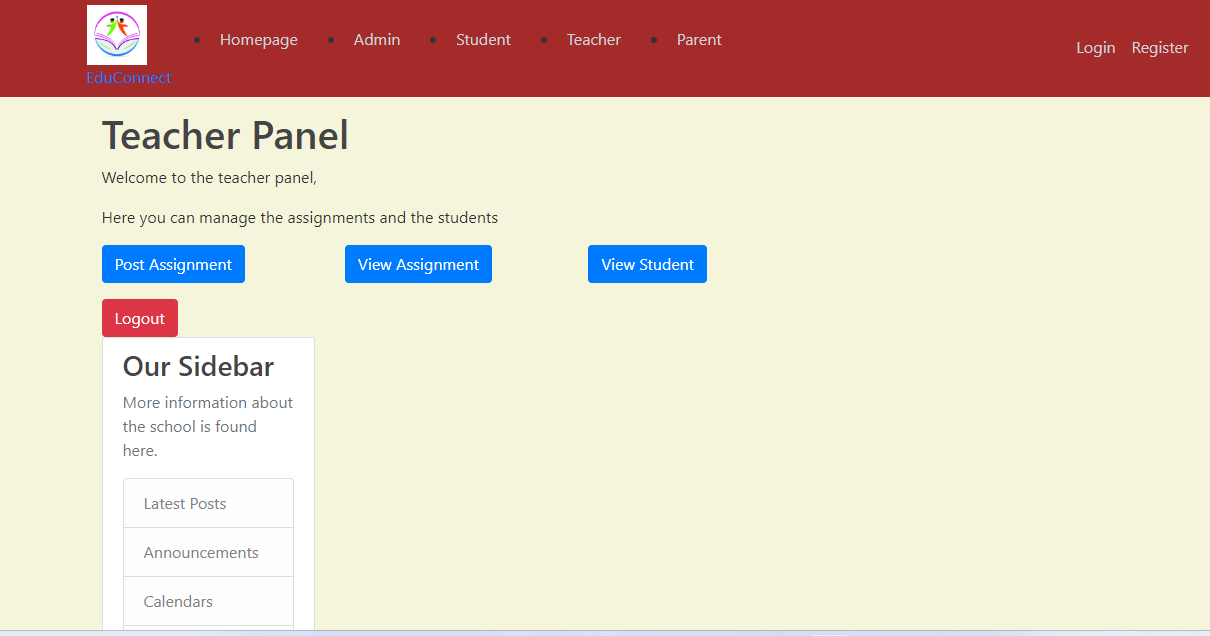 Homepage Admin Student Teacher Parent
Login Register
EduConnect
Teacher Panel
Welcome to the teacher panel,
Here you can manage the assignments and the students
Post Assignment View Assignment View Student
Logout
Our Sidebar
More information about
the school is found
here.
Latest Posts
Announcements
Calendars